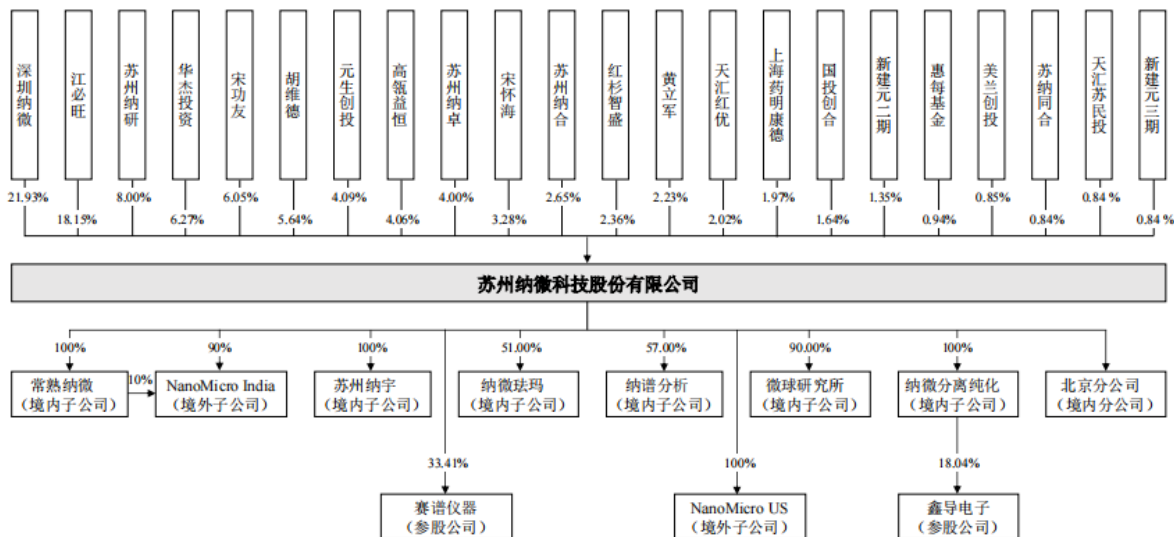 深圳纳微
江必旺
苏州纳研
华杰投资
宋功友
胡维德
元生创投
高瓴益恒
苏州纳卓
宋怀海
苏州纳合
红杉智盛
黄立军
天汇红优
上海药明康德
国投创合
新建元二期
惠每基金
美兰创投
苏纳同合
天汇苏民投
新建元三期
21.93% 8.00% 6.05% 4.09% 4.00% 2.65% 2.23% 1.97% 1.35% 0.85% 0.84%
18.15% 6.27% 5.64% 4.06% 3.28% 2.36% 2.02% 1.64% 0.94% 0.84% 0.84%
苏州纳微科技股份有限公司
100% 90% 100% 51.00% 57.00% 90.00% 100%
常熟纳微
（境内子公司）
10%
NanoMicro India
（境外子公司）
苏州纳宇
（境内子公司）
纳微珐玛
（境内子公司）
纳谱分析
（境内子公司）
微球研究所
（境内子公司）
纳微分离纯化
（境内子公司）
北京分公司
（境内分公司）
33.41% 100% 18.04%
赛谱仪器
（参股公司）
NanoMicro US
（境外子公司）
鑫导电子
（参股公司）